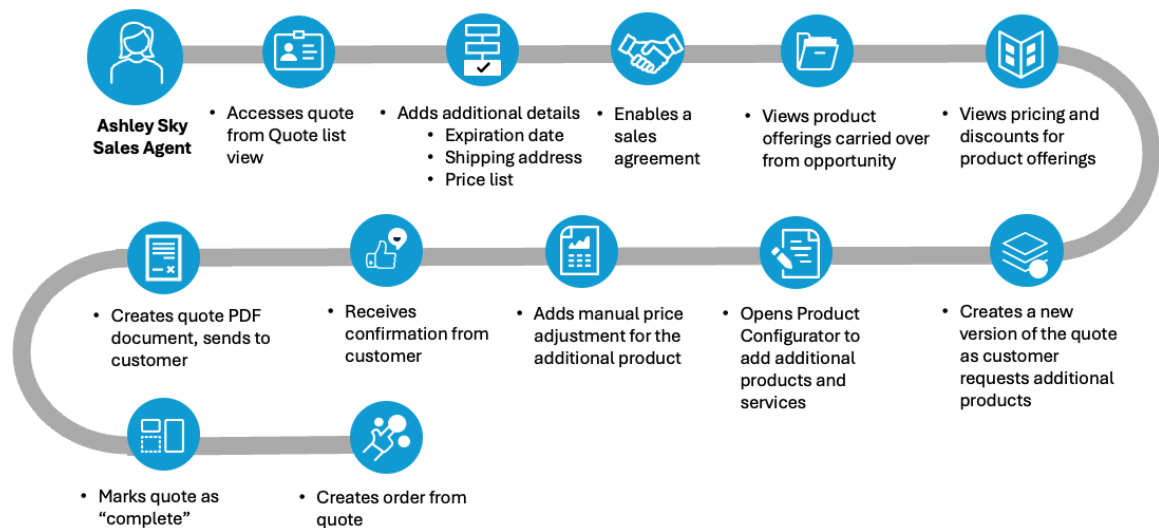 Ashley Sky
Sales Agent
• Accesses quote
from Quote list
view
• Adds additional details
• Expiration date
• Shipping address
• Price list
• Enables a
sales
agreement
• Views product
offerings carried over
from opportunity
• Views pricing and
discounts for
product offerings
• Creates a new
version of the quote
as customer
requests additional
products
• Opens Product
Configurator to
add additional
products and
services
• Adds manual price
adjustment for the
additional product
• Receives
confirmation from
customer
• Creates quote PDF
document, sends to
customer
• Marks quote as
“complete”
• Creates order from
quote